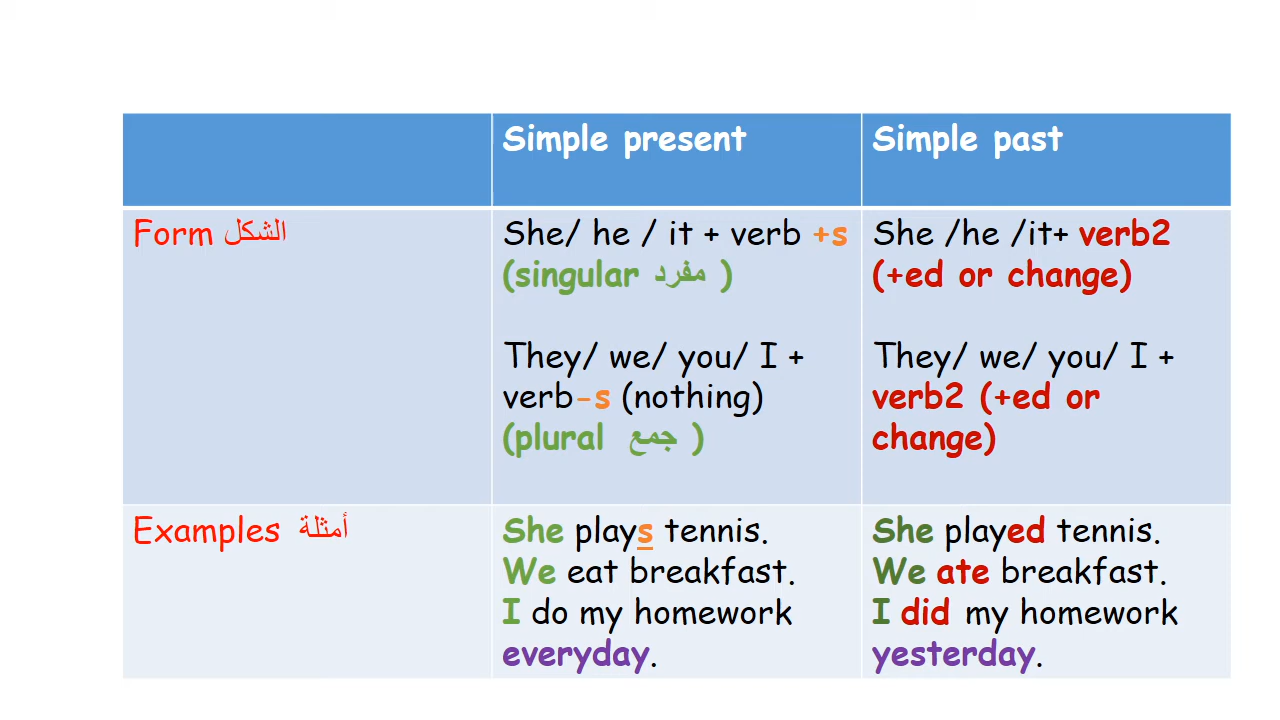 Simple present
Simple past
Form الشكل
She/ he / it + verb +s
(singular مفرد )
They/ we/ you/ I +
verb-s (nothing)
(plural جمع )
She /he /it+ verb2
(+ed or change)
They/ we/ you/ I +
verb2 (+ed or
change)
Examples أمثلة
She plays tennis.
We eat breakfast.
I do my homework
everyday.
She played tennis.
We ate breakfast.
I did my homework
yesterday.